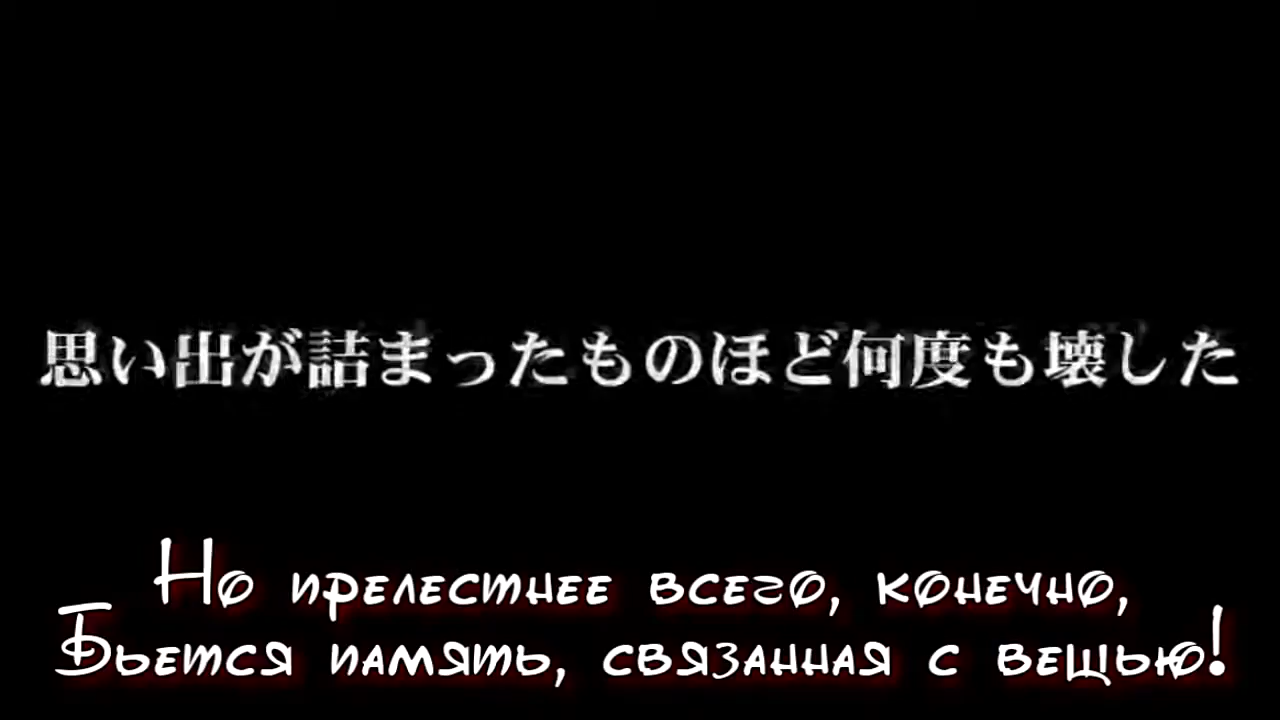 思い出が詰まったものほど何度も壊した
Но прелестнее всего, конечно,
Бьется память, связанная с вещью!